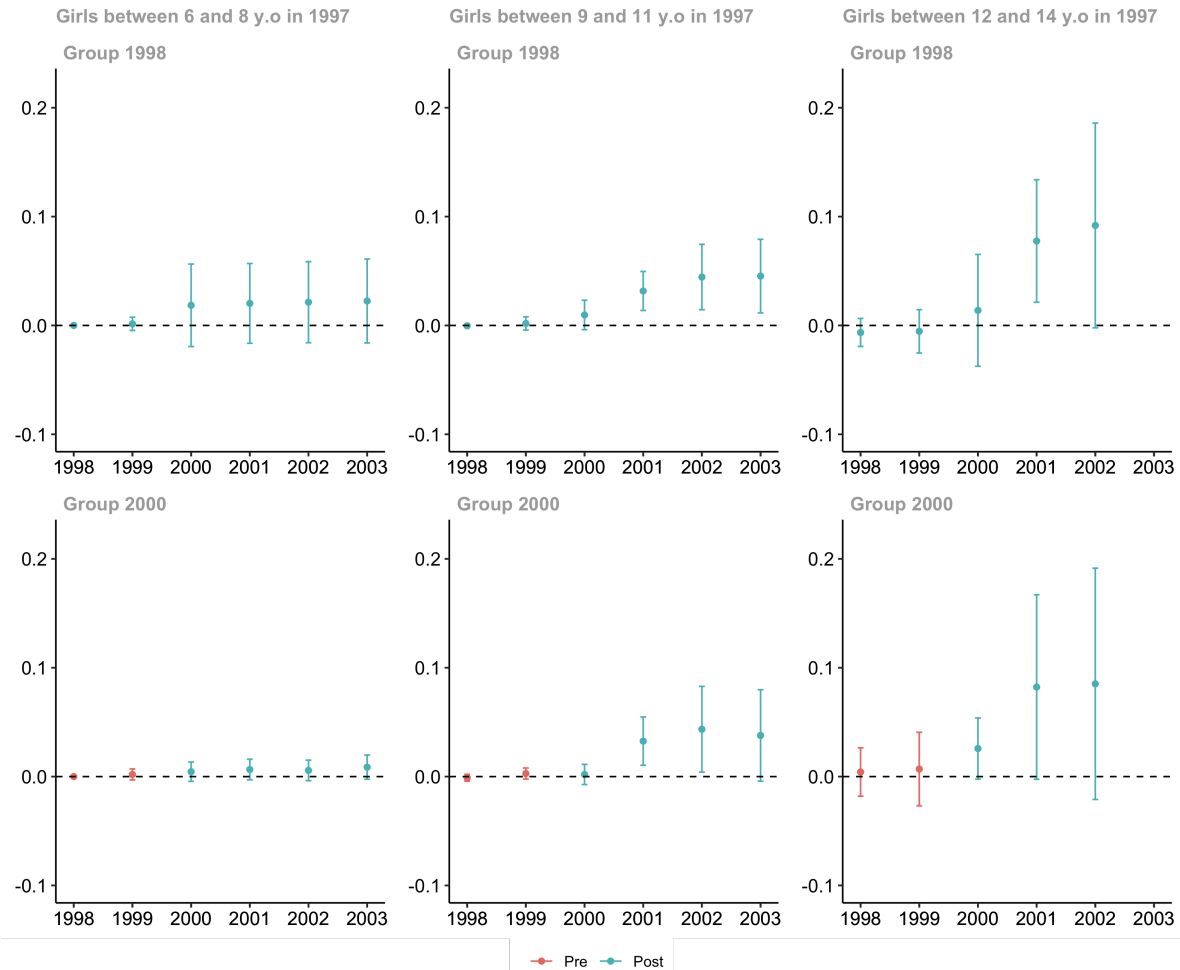 Girls between 6 and 8 y.o in 1997 Girls between 9 and 11 y.o in 1997 Girls between 12 and 14 y.o in 1997
Group 1998 Group 1998 Group 1998
0.2 0.2 0.2
0.1 0.1 0.1
0.0 0.0 0.0
-0.1 -0.1 -0.1
1998 1999 2000 2001 2002 2003 1998 1999 2000 2001 2002 2003 1998 1999 2000 2001 2002 2003
Group 2000 Group 2000 Group 2000
0.2 0.2 0.2
0.1 0.1 0.1
0.0 0.0 0.0
-0.1 -0.1 -0.1
1998 1999 2000 2001 2002 2003 1998 1999 2000 2001 2002 2003 1998 1999 2000 2001 2002 2003
Pre Post